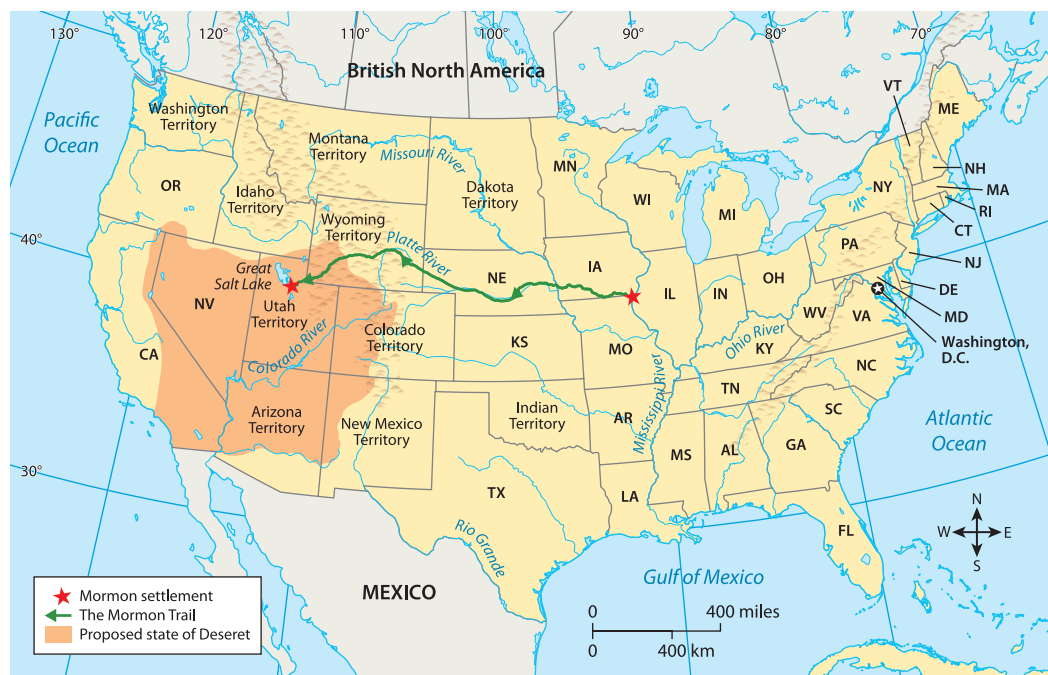 130°
120°
110°
100°
90°
80°
70°
British North America
VT
ME
Washington
Territory
Pacific
Ocean
Montana
Territory
Missouri River
MN
NH
OR
Idaho
Territory
Dakota
Territory
WI
MI
NY
MA
RI
CT
Wyoming
Territory
40°
Platte River
PA
NJ
Great
Salt Lake
NE
IA
OH
DE
NV
Utah
Territory
IL
IN
MD
WV
VA
Washington,
D.C.
Colorado River
Colorado
Territory
KS
MO
Ohio River
KY
CA
NC
TN
Arizona
Territory
New Mexico
Territory
Indian
Territory
AR
Mississippi River
SC
Atlantic
Ocean
MS
AL
GA
30°
TX
LA
Rio Grande
FL
N
W
E
S
MEXICO
Gulf of Mexico
Mormon settlement
The Mormon Trail
Proposed state of Deseret
0
400 miles
0
400 km